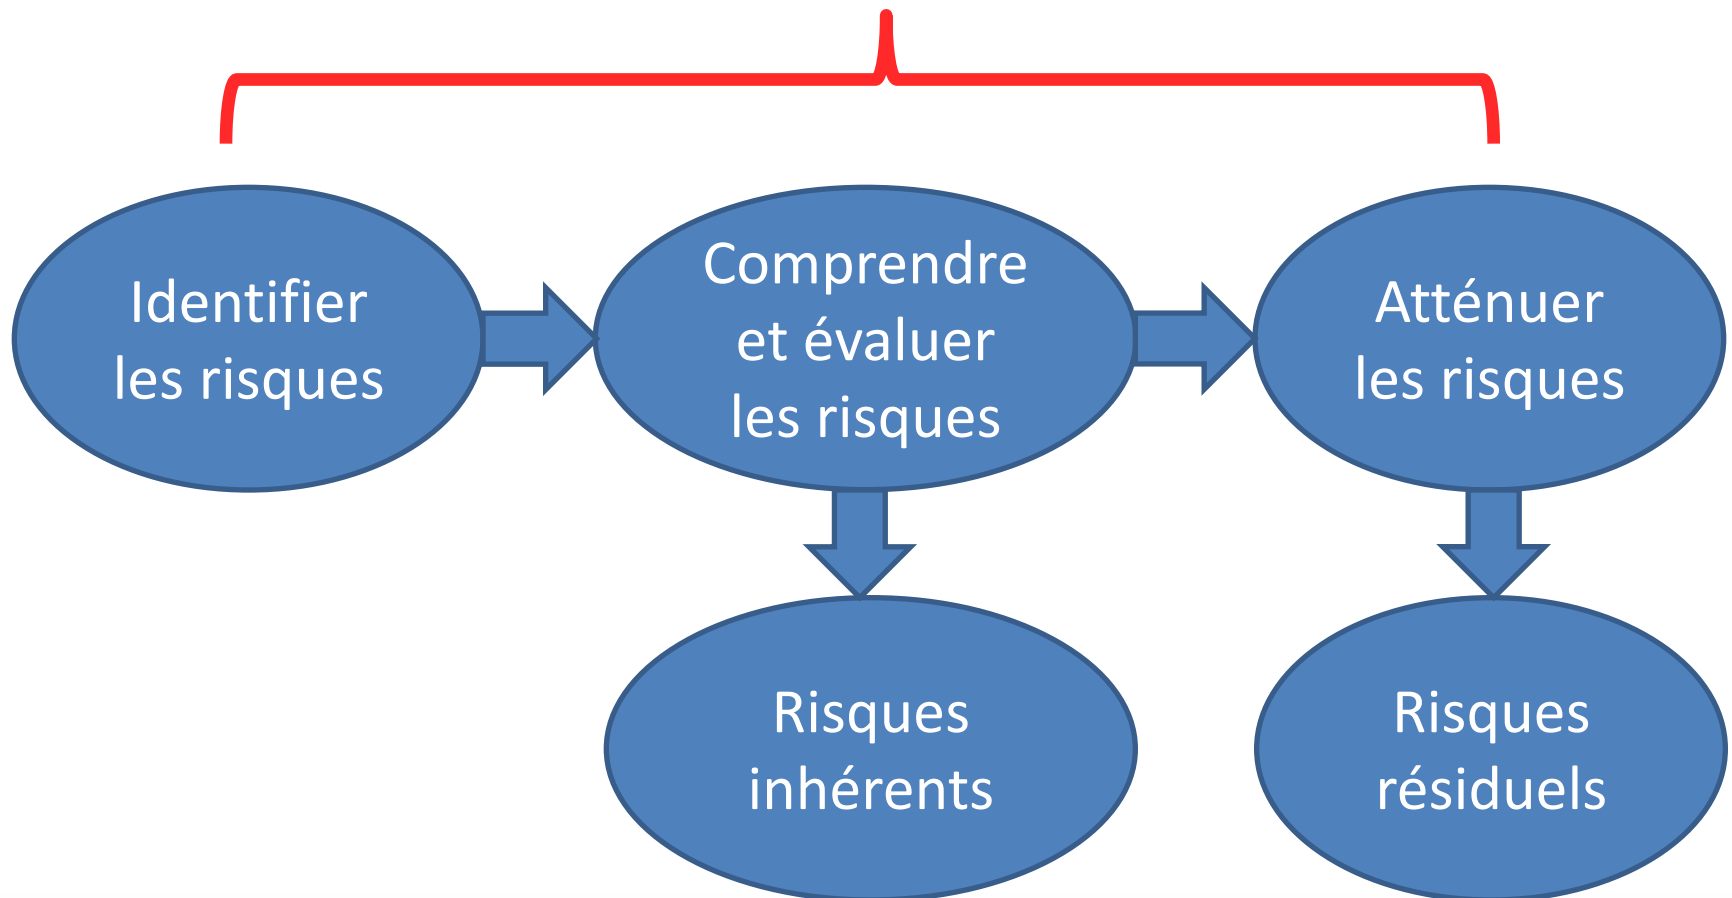 Identifier
les risques
Comprendre
et évaluer
les risques
Atténuer
les risques
Risques
inhérents
Risques
résiduels